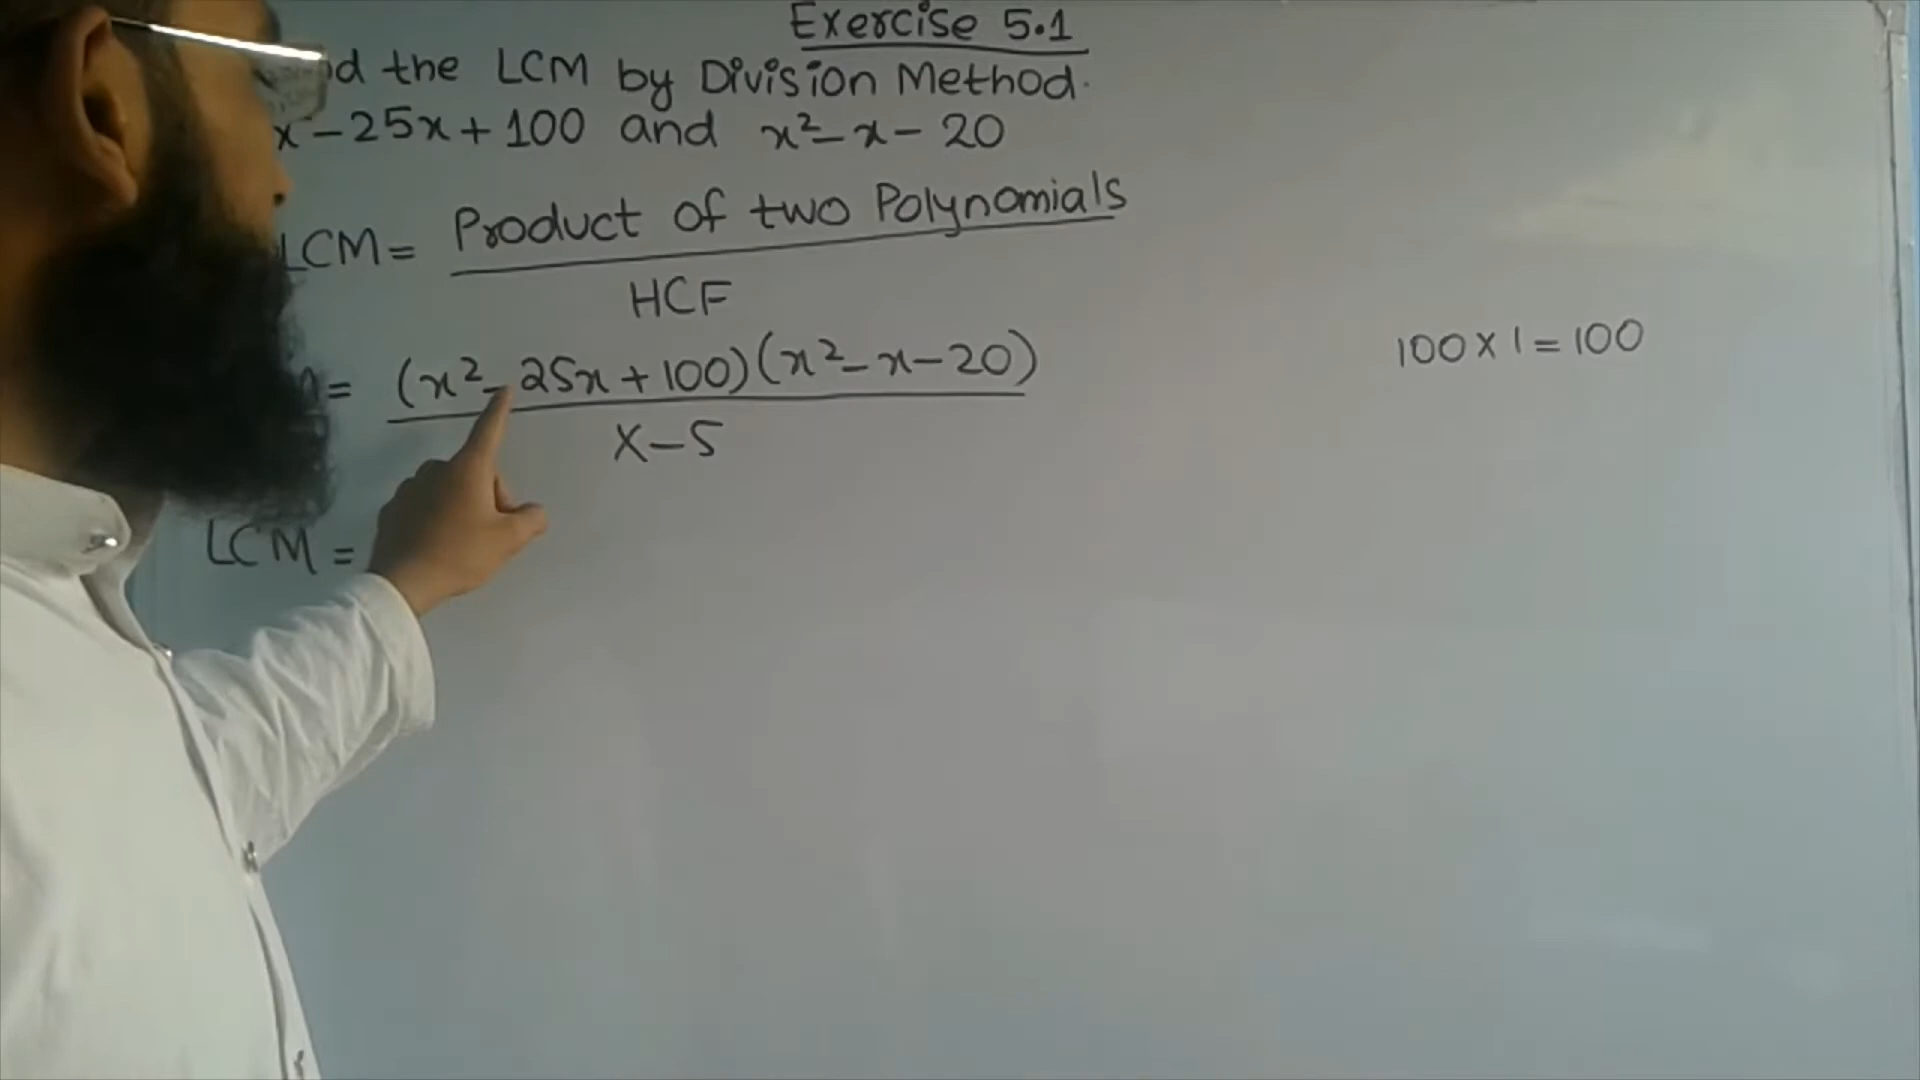 Exercise 5.1
d the LCM by Division Method.
x²-25x+100 and x²-x-20
LCM = Product of two Polynomials
HCF
= (x²-25x+100)(x²-x-20)
x-5
100 x 1 = 100
LCM =